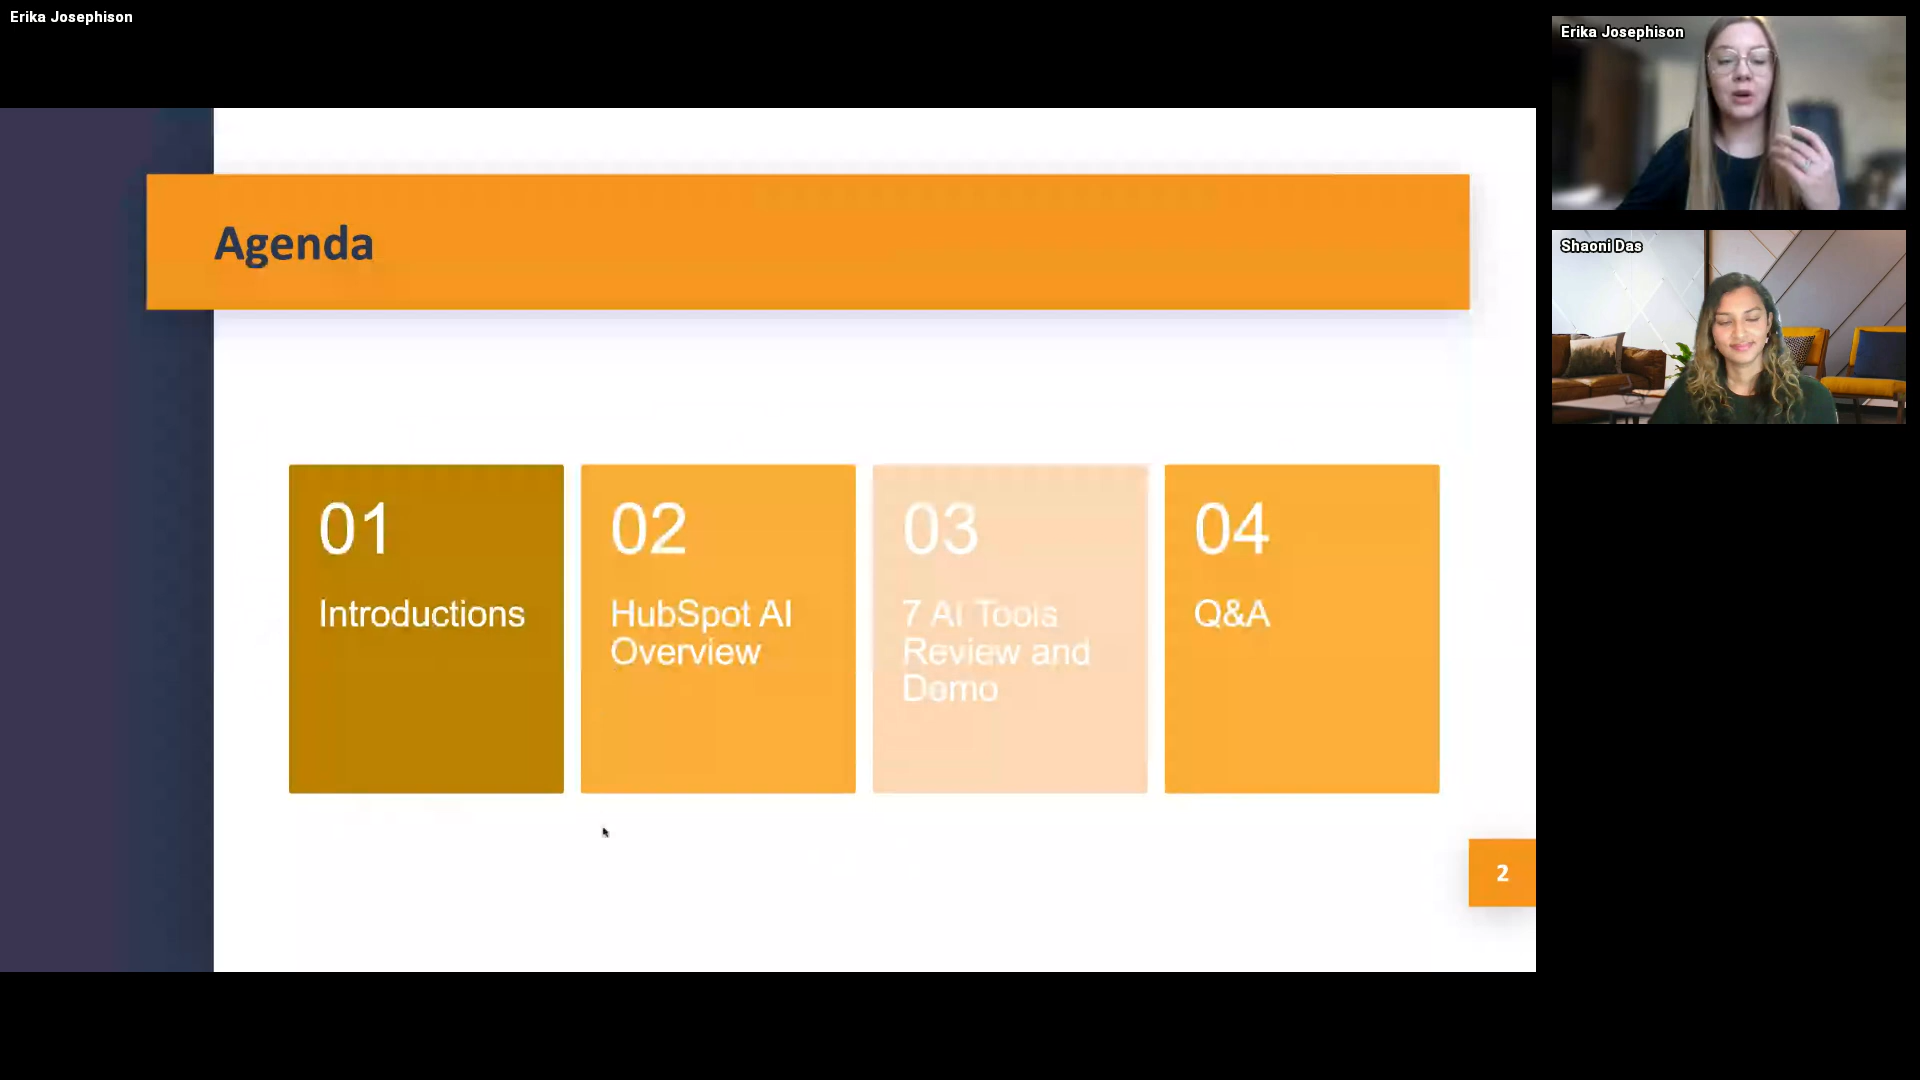 Erika Josephison
Erika Josephison
Shaoni Das
Agenda
01
Introductions
02
HubSpot AI
Overview
03
7 AI Tools
Review and
Demo
04
Q&A
2